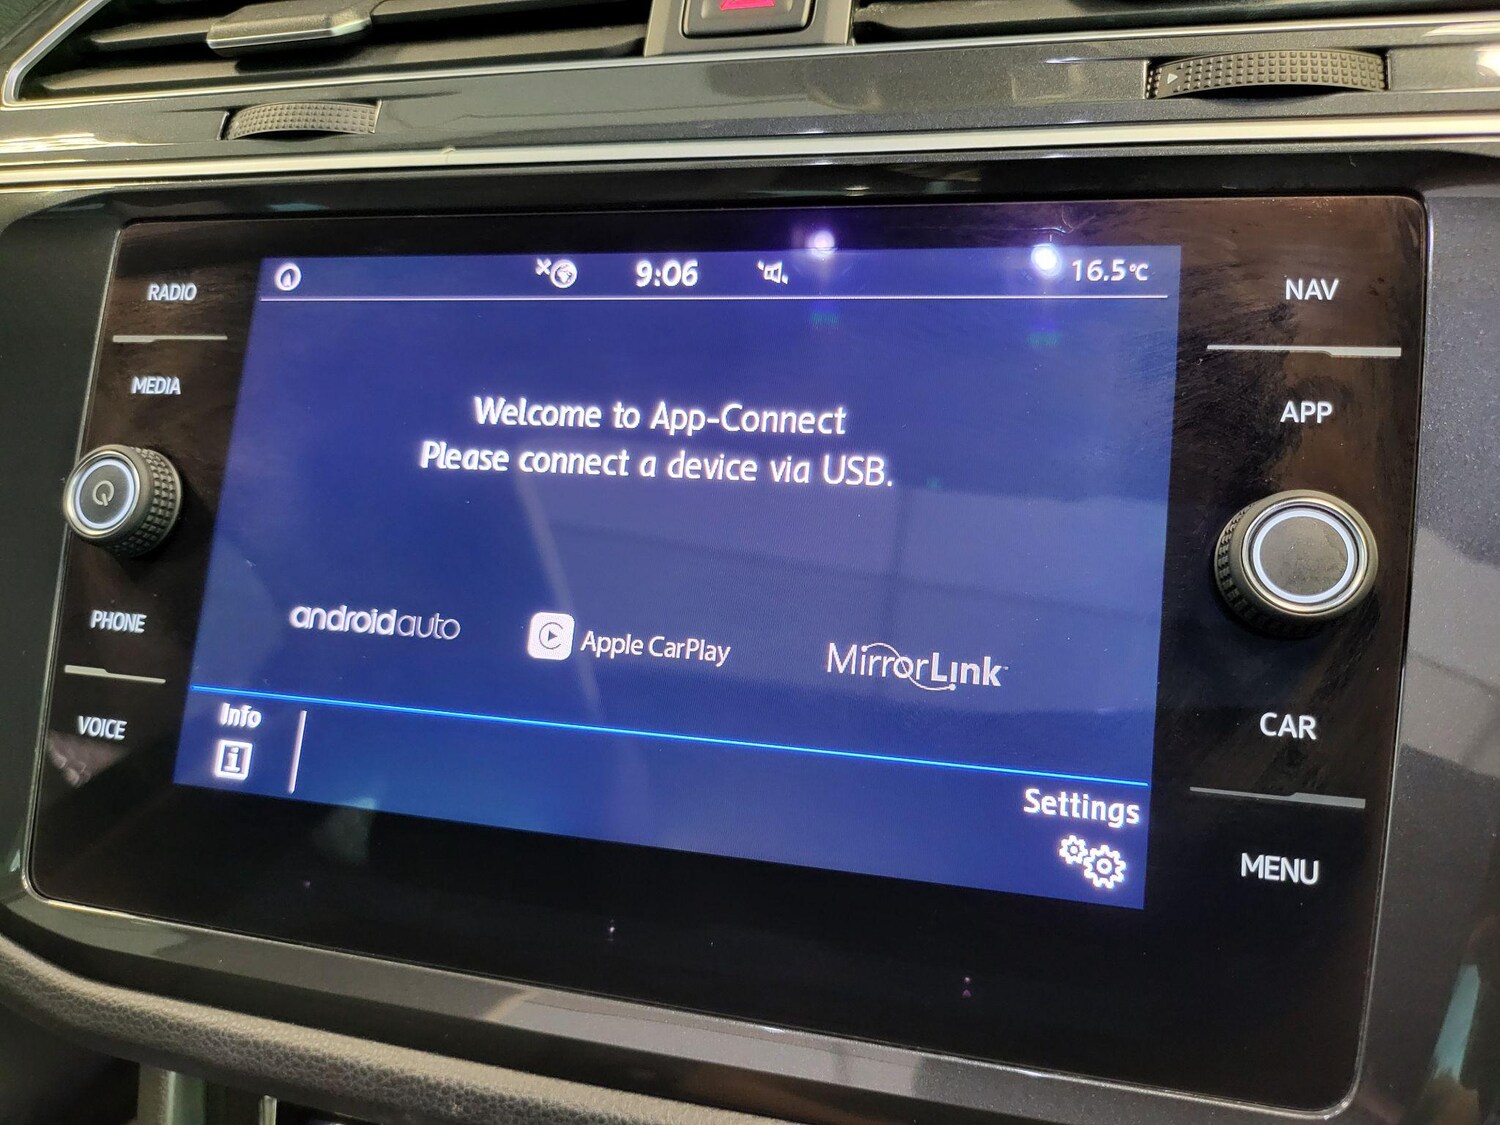 RADIO
MEDIA
PHONE
VOICE
9:06
16.5°C
Welcome to App-Connect
Please connect a device via USB.
androidauto
Apple CarPlay
MirrorLink
Info
i
Settings
NAV
APP
CAR
MENU